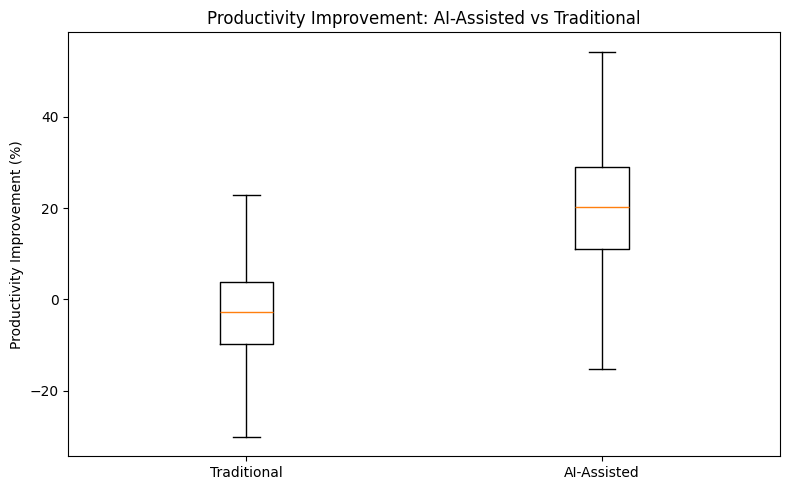 Productivity Improvement: AI-Assisted vs Traditional
Productivity Improvement (%)
40
20
0
−20
Traditional
AI-Assisted